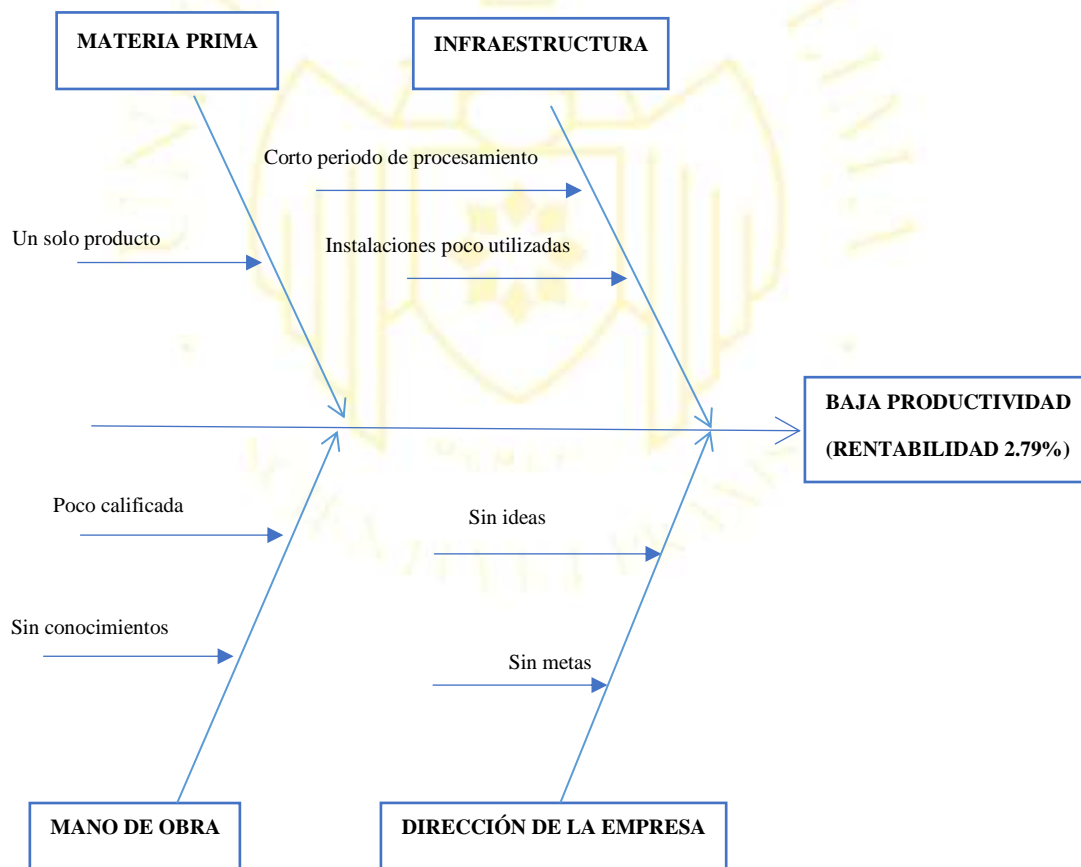 MATERIA PRIMA
INFRAESTRUCTURA
Corto periodo de procesamiento
Un solo producto
Instalaciones poco utilizadas
BAJA PRODUCTIVIDAD
(RENTABILIDAD 2.79%)
Poco calificada
Sin ideas
Sin conocimientos
Sin metas
MANO DE OBRA
DIRECCIÓN DE LA EMPRESA